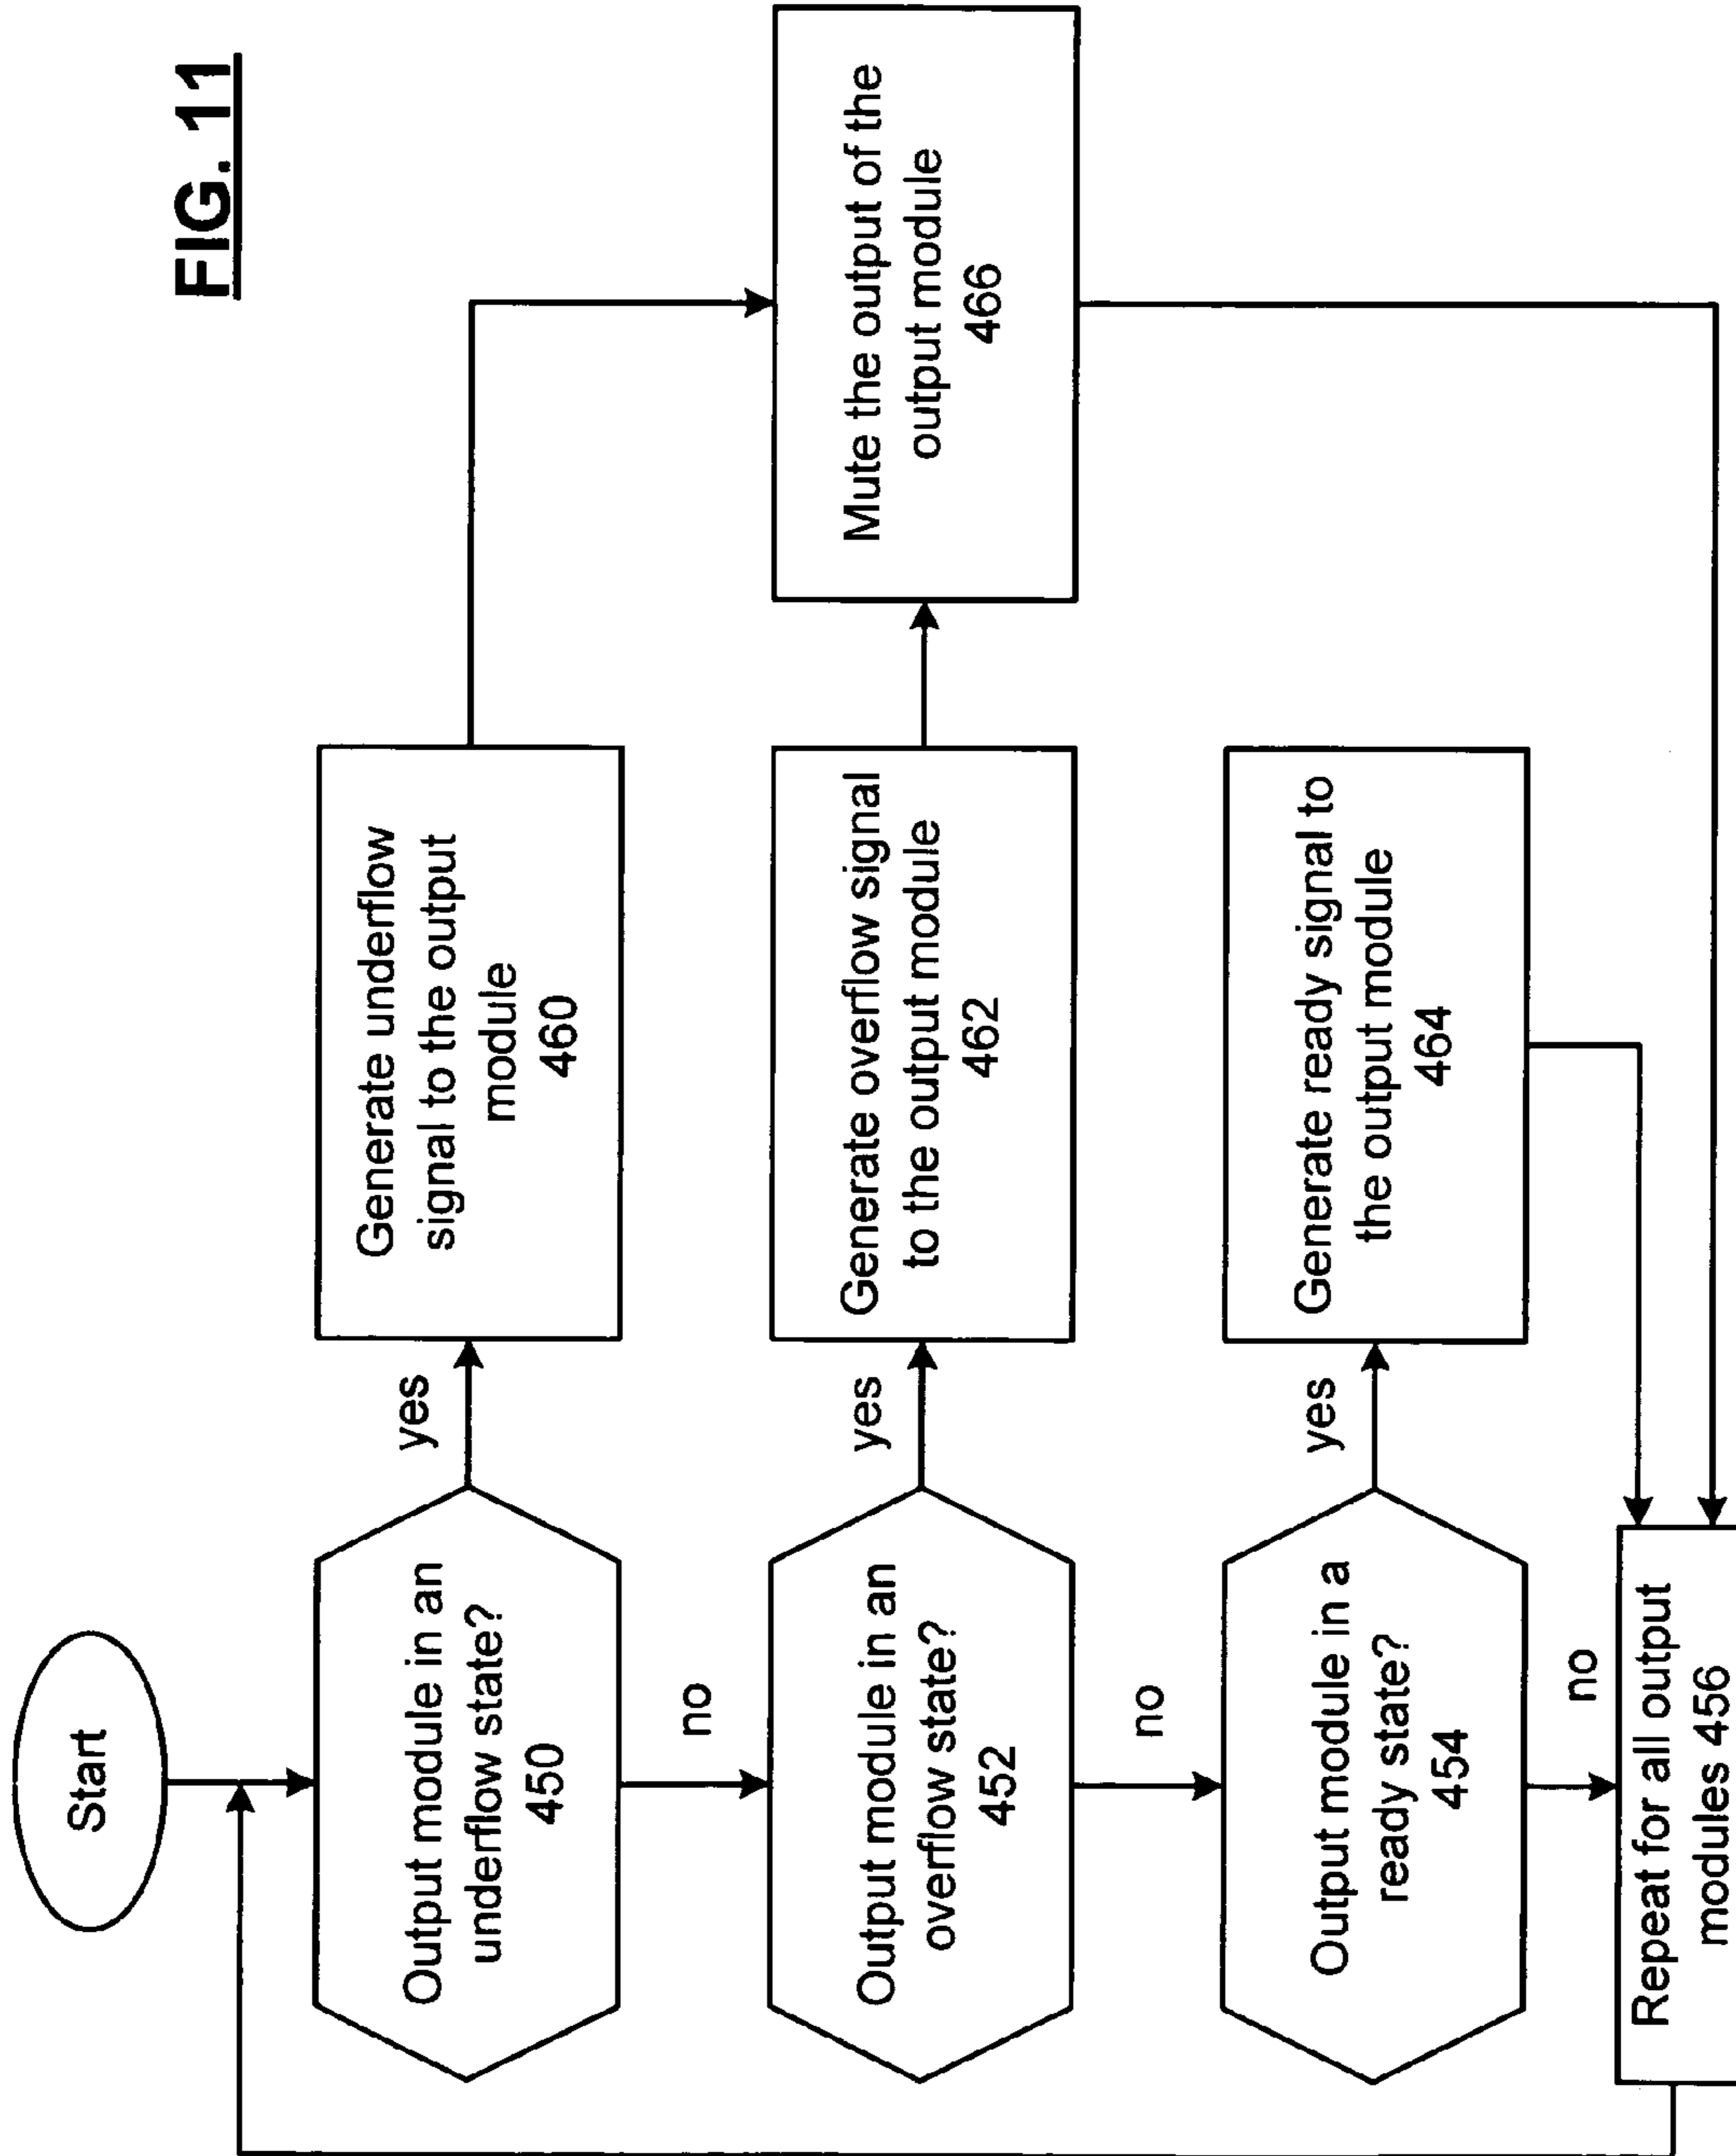 FIG. 11
Start
Output module in an
underflow state?
450
yes
Generate underflow
signal to the output
module
460
no
Output module in an
overflow state?
452
yes
Generate overflow signal
to the output module
462
Mute the output of the
output module
466
no
Output module in a
ready state?
454
yes
Generate ready signal to
the output module
464
no
Repeat for all output
modules 456